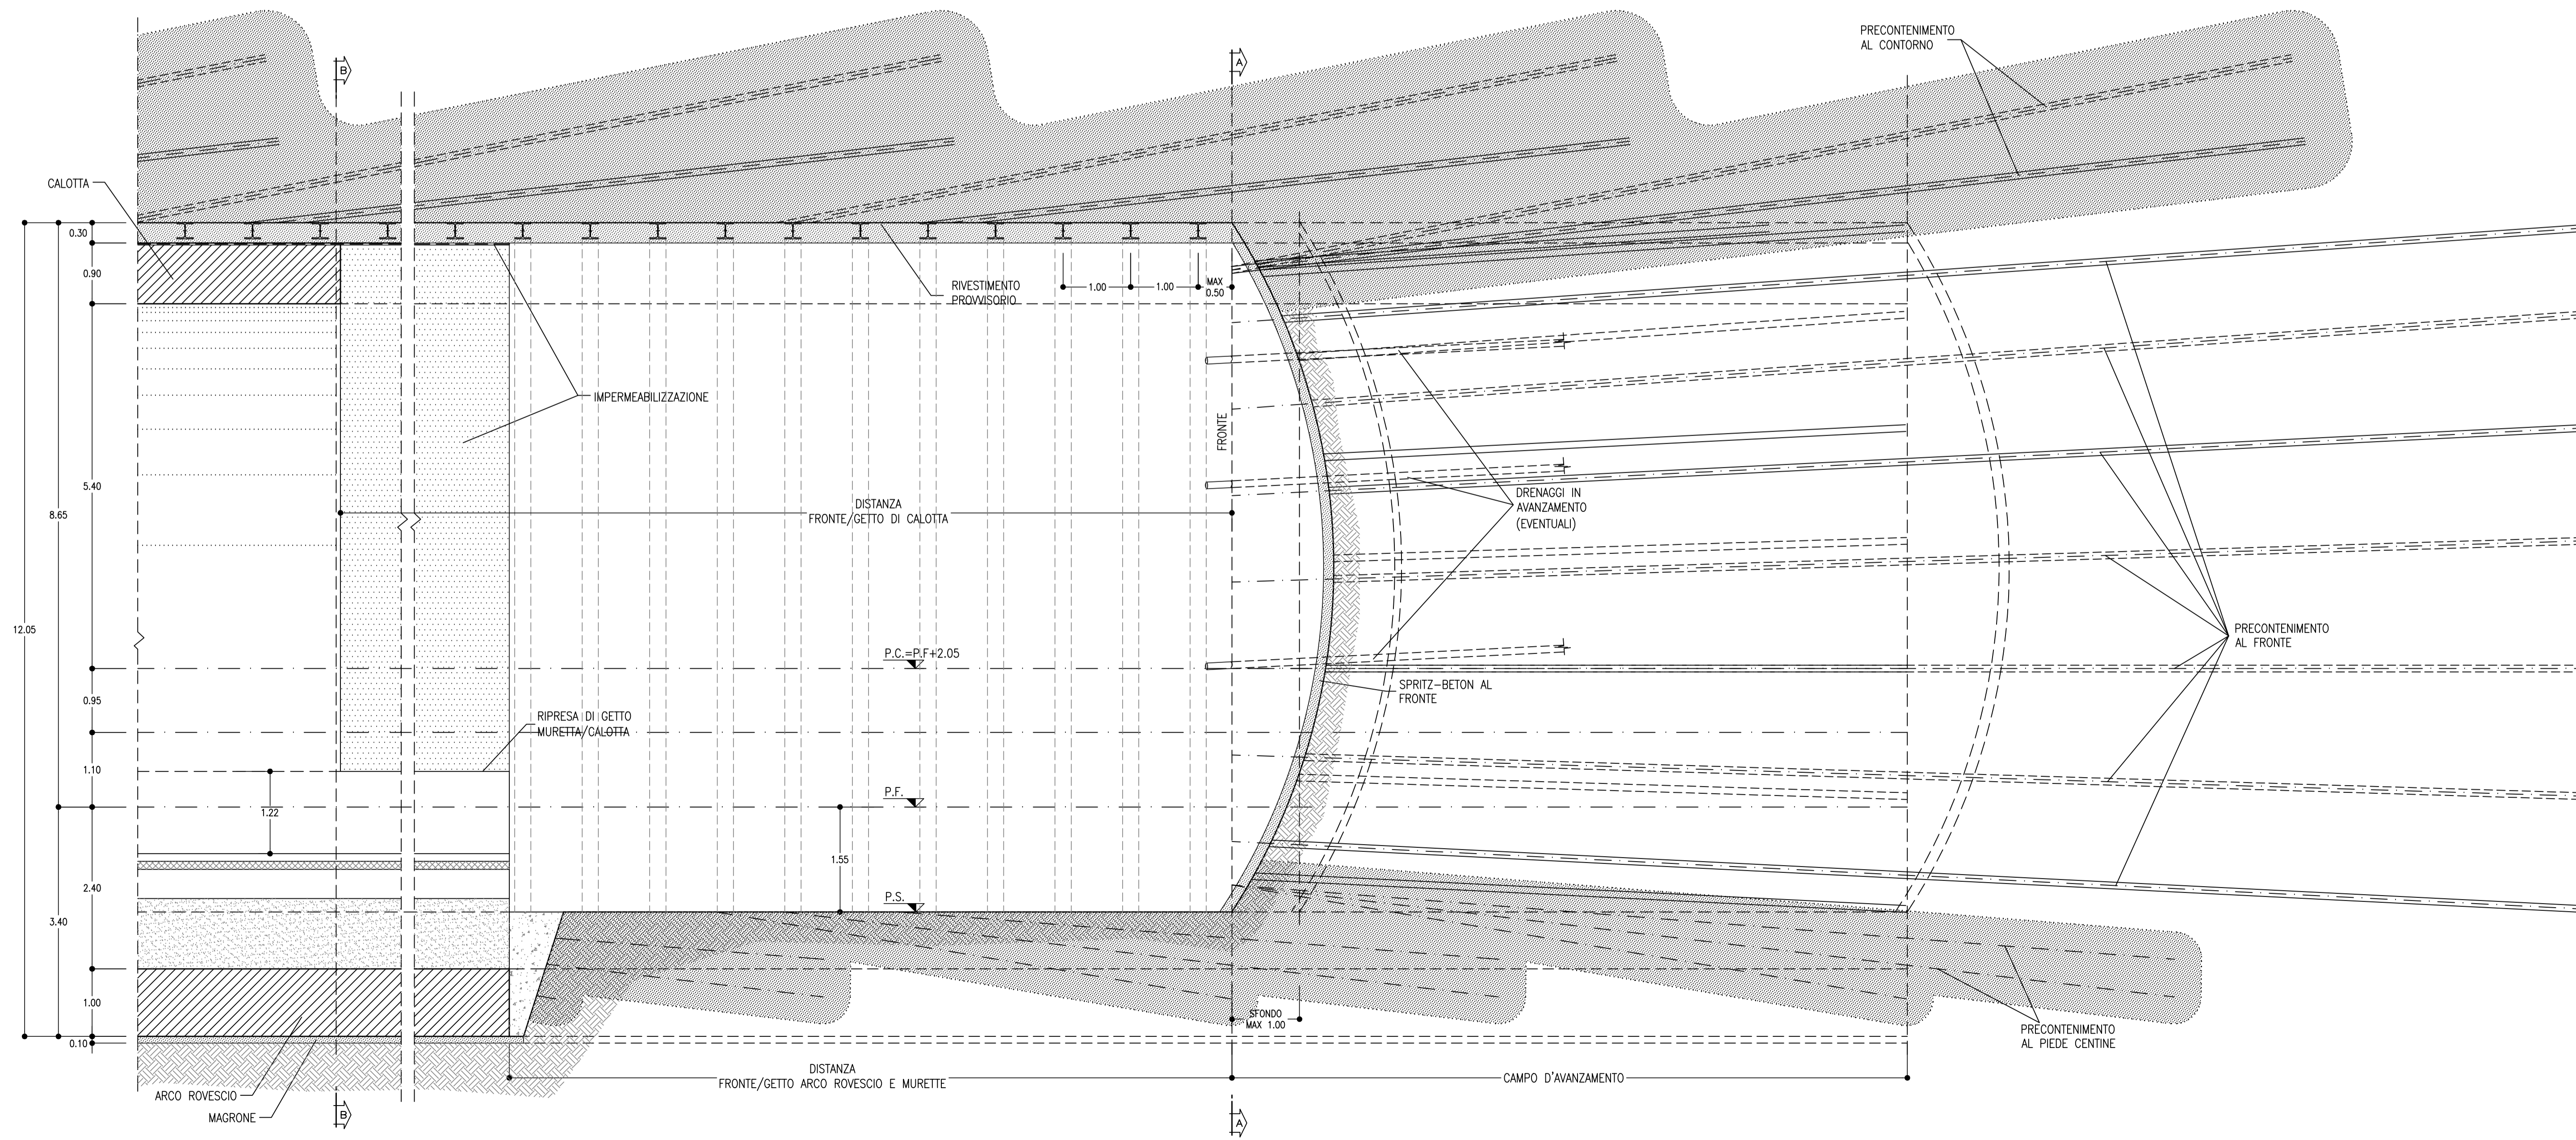 PRECONTENIMENTO
AL CONTORNO
B
A
CALOTTA
0.30
0.90
5.40
8.65
12.05
0.95
1.10
2.40
3.40
1.00
0.10
RIVESTIMENTO
PROVVISORIO
1.00
1.00
MAX
0.50
IMPERMEABILIZZAZIONE
FRONTE
DISTANZA
FRONTE/GETTO DI CALOTTA
DRENAGGI IN
AVANZAMENTO
(EVENTUALI)
P.C.=P.F+2.05
SPRITZ-BETON AL
FRONTE
PRECONTENIMENTO
AL FRONTE
RIPRESA DI GETTO
MURETTA/CALOTTA
1.22
P.F.
1.55
P.S.
SFONDO
MAX 1.00
PRECONTENIMENTO
AL PIEDE CENTINE
DISTANZA
FRONTE/GETTO ARCO ROVESCIO E MURETTE
CAMPO D'AVANZAMENTO
ARCO ROVESCIO
MAGRONE
B
A